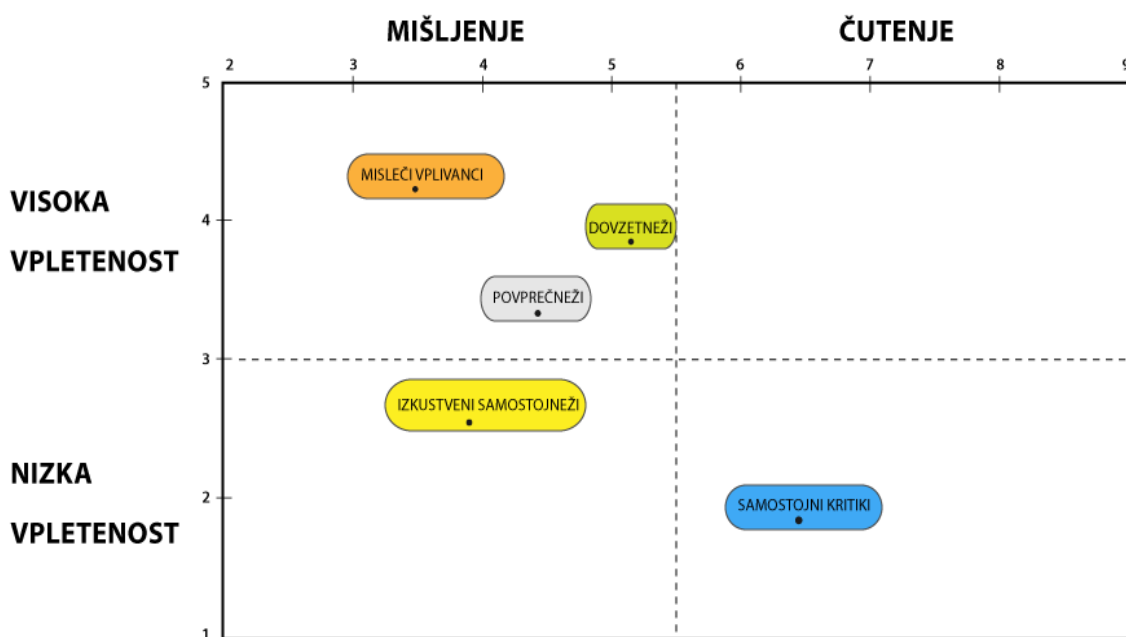 MIŠLJENJE ČUTENJE
2 3 4 5 6 7 8 9
5
MISLEČI VPLIVANCI
VISOKA
4
DOVZETNEŽI
VPLETENOST
POVPREČNEŽI
3
IZKUSTVENI SAMOSTOJNEŽI
NIZKA
2
SAMOSTOJNI KRITIKI
VPLETENOST
1